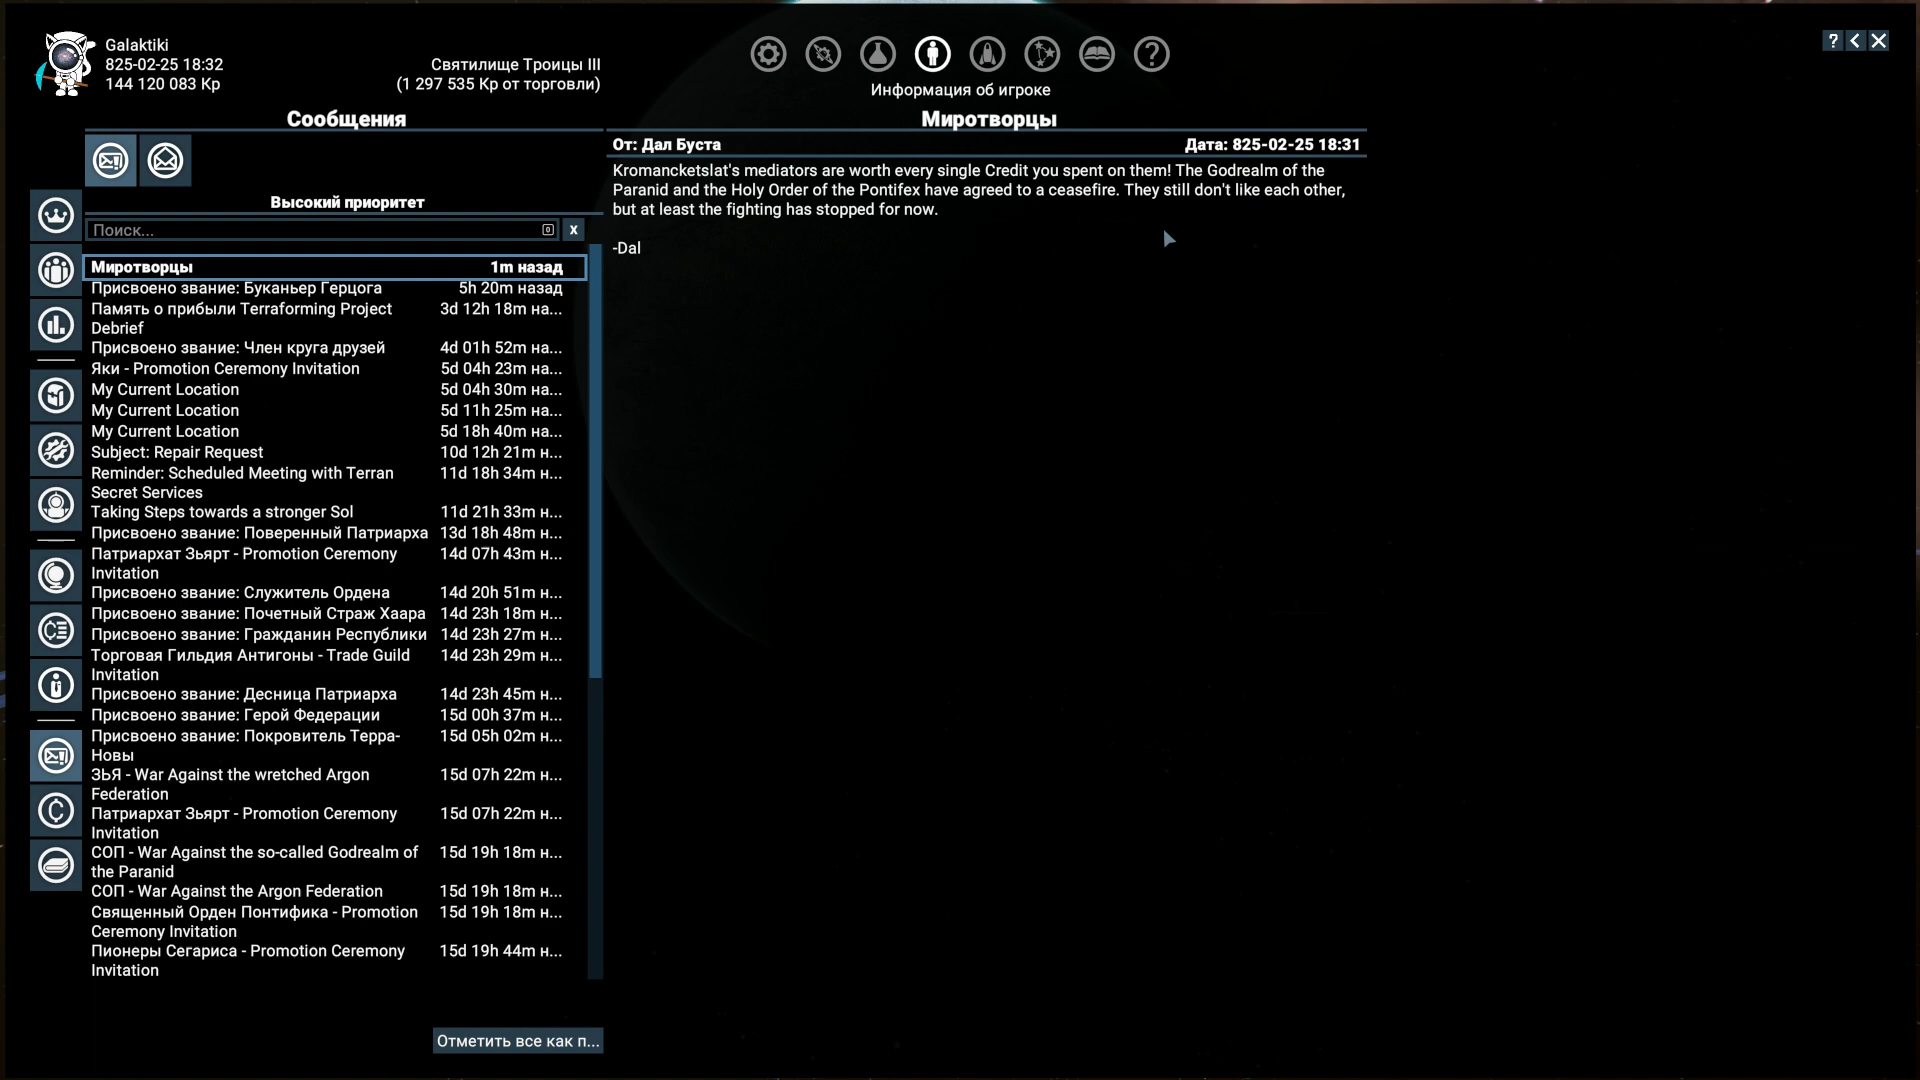 Galaktiki
825-02-25 18:32
144 120 083 Кр
Святилище Троицы III
(1 297 535 Кр от торговли)
Информация об игроке
Сообщения
Высокий приоритет
Поиск...
x
Миротворцы 1m назад
Присвоено звание: Буканьер Герцога 5h 20m назад
Память о прибыли Terraforming Project 3d 12h 18m на...
Debrief
Присвоено звание: Член круга друзей 4d 01h 52m на...
Яки - Promotion Ceremony Invitation 5d 04h 23m на...
My Current Location 5d 04h 30m на...
My Current Location 5d 11h 25m на...
My Current Location 5d 18h 40m на...
Subject: Repair Request 10d 12h 21m н...
Reminder: Scheduled Meeting with Terran 11d 18h 34m н...
Secret Services
Taking Steps towards a stronger Sol 11d 21h 33m н...
Присвоено звание: Поверенный Патриарха 13d 18h 48m н...
Патриархат Зьярт - Promotion Ceremony 14d 07h 43m н...
Invitation
Присвоено звание: Служитель Ордена 14d 20h 51m н...
Присвоено звание: Почетный Страж Хаара 14d 23h 18m н...
Присвоено звание: Гражданин Республики 14d 23h 27m н...
Торговая Гильдия Антигоны - Trade Guild 14d 23h 29m н...
Invitation
Присвоено звание: Десница Патриарха 14d 23h 45m н...
Присвоено звание: Герой Федерации 15d 00h 37m н...
Присвоено звание: Покровитель Терра- 15d 05h 02m н...
Новы
ЗЬЯ - War Against the wretched Argon 15d 07h 22m н...
Federation
Патриархат Зьярт - Promotion Ceremony 15d 07h 22m н...
Invitation
СОП - War Against the so-called Godrealm of 15d 19h 18m н...
the Paranid
СОП - War Against the Argon Federation 15d 19h 18m н...
Священный Орден Понтифика - Promotion 15d 19h 18m н...
Ceremony Invitation
Пионеры Сегариса - Promotion Ceremony 15d 19h 44m н...
Invitation
Отметить все как п...
Миротворцы
От: Дал Буста Дата: 825-02-25 18:31
Kromancketslat's mediators are worth every single Credit you spent on them! The Godrealm of the
Paranid and the Holy Order of the Pontifex have agreed to a ceasefire. They still don't like each other,
but at least the fighting has stopped for now.
-Dal